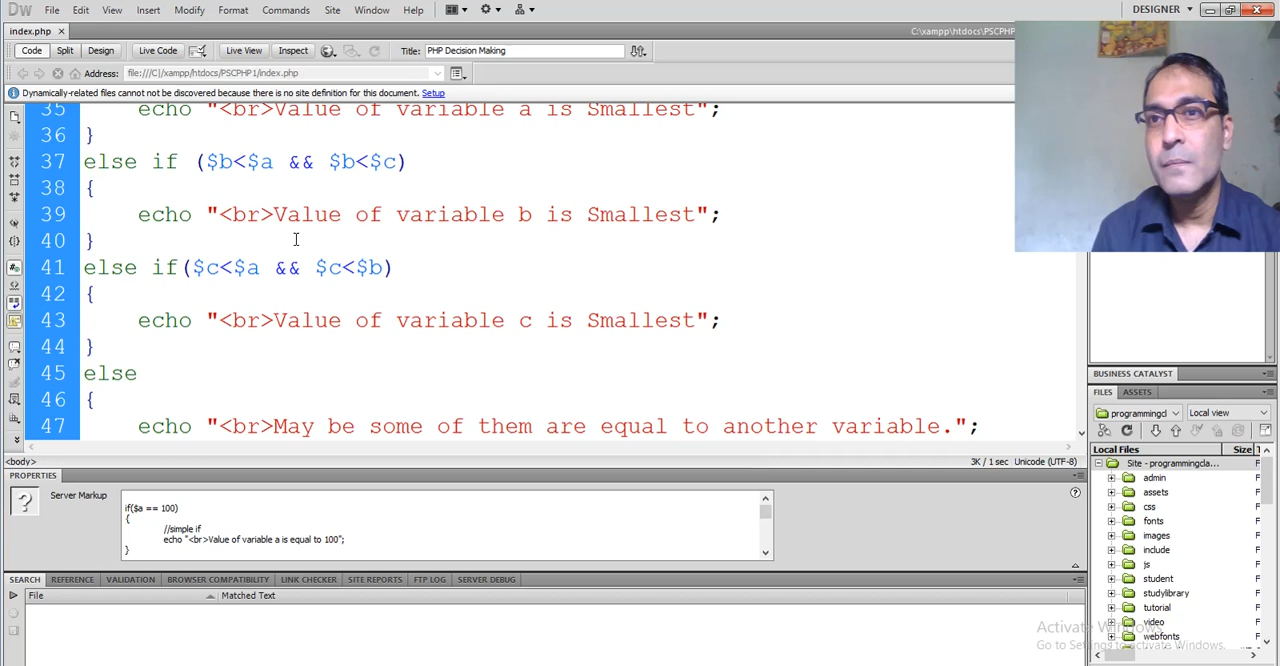 Dw File Edit View Insert Modify Format Commands Site Window Help DESIGNER
index.php C:\xampp\htdocs\PSCPHP1\index.php
Code Split Design Live Code Live View Inspect Title: PHP Decision Making
Address: file:///C|/xampp/htdocs/PSCPHP1/index.php
Dynamically-related files cannot not be discovered because there is no site definition for this document. Setup
35 echo "<br>Value of variable a is Smallest";
36 }
37 else if ($b<$a && $b<$c)
38 {
39 echo "<br>Value of variable b is Smallest";
40 }
41 else if($c<$a && $c<$b)
42 {
43 echo "<br>Value of variable c is Smallest";
44 }
45 else
46 {
47 echo "<br>May be some of them are equal to another variable.";
<body> 3K / 1 sec Unicode (UTF-8)
PROPERTIES
Server Markup
if($a == 100)
{
//simple if
echo "<br>Value of variable a is equal to 100";
}
SEARCH REFERENCE VALIDATION BROWSER COMPATIBILITY LINK CHECKER SITE REPORTS FTP LOG SERVER DEBUG
File Matched Text
BUSINESS CATALYST
FILES ASSETS
programmingd Local view
Local Files Size
Site - programmingcla...
admin
assets
css
fonts
images
include
js
student
studylibrary
tutorial
video
webfonts
Activate Windows
Go to Settings to activate Windows.